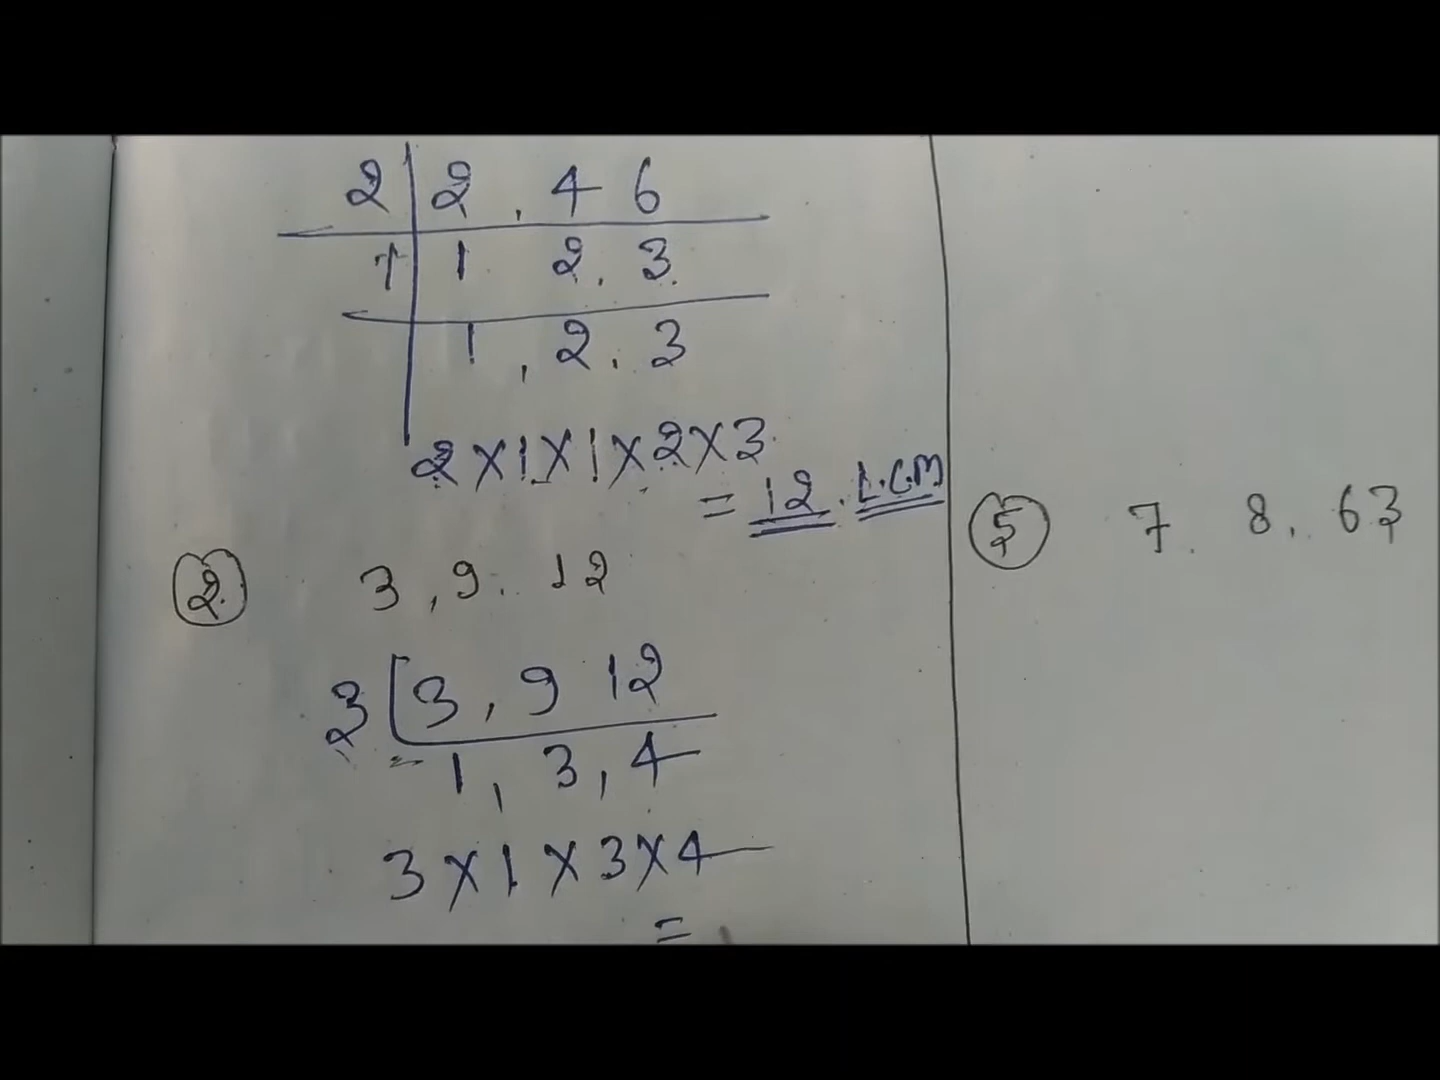 2 | 2 , 4 6
1 | 1 2 , 3
1 , 2 , 3
2 X 1 X 1 X 2 X 3
= 12 . L.C.M
2. 3 , 9 . 12
3 3 , 9 12
1 , 3 , 4
3 X 1 X 3 X 4
=
5 7 . 8 . 63